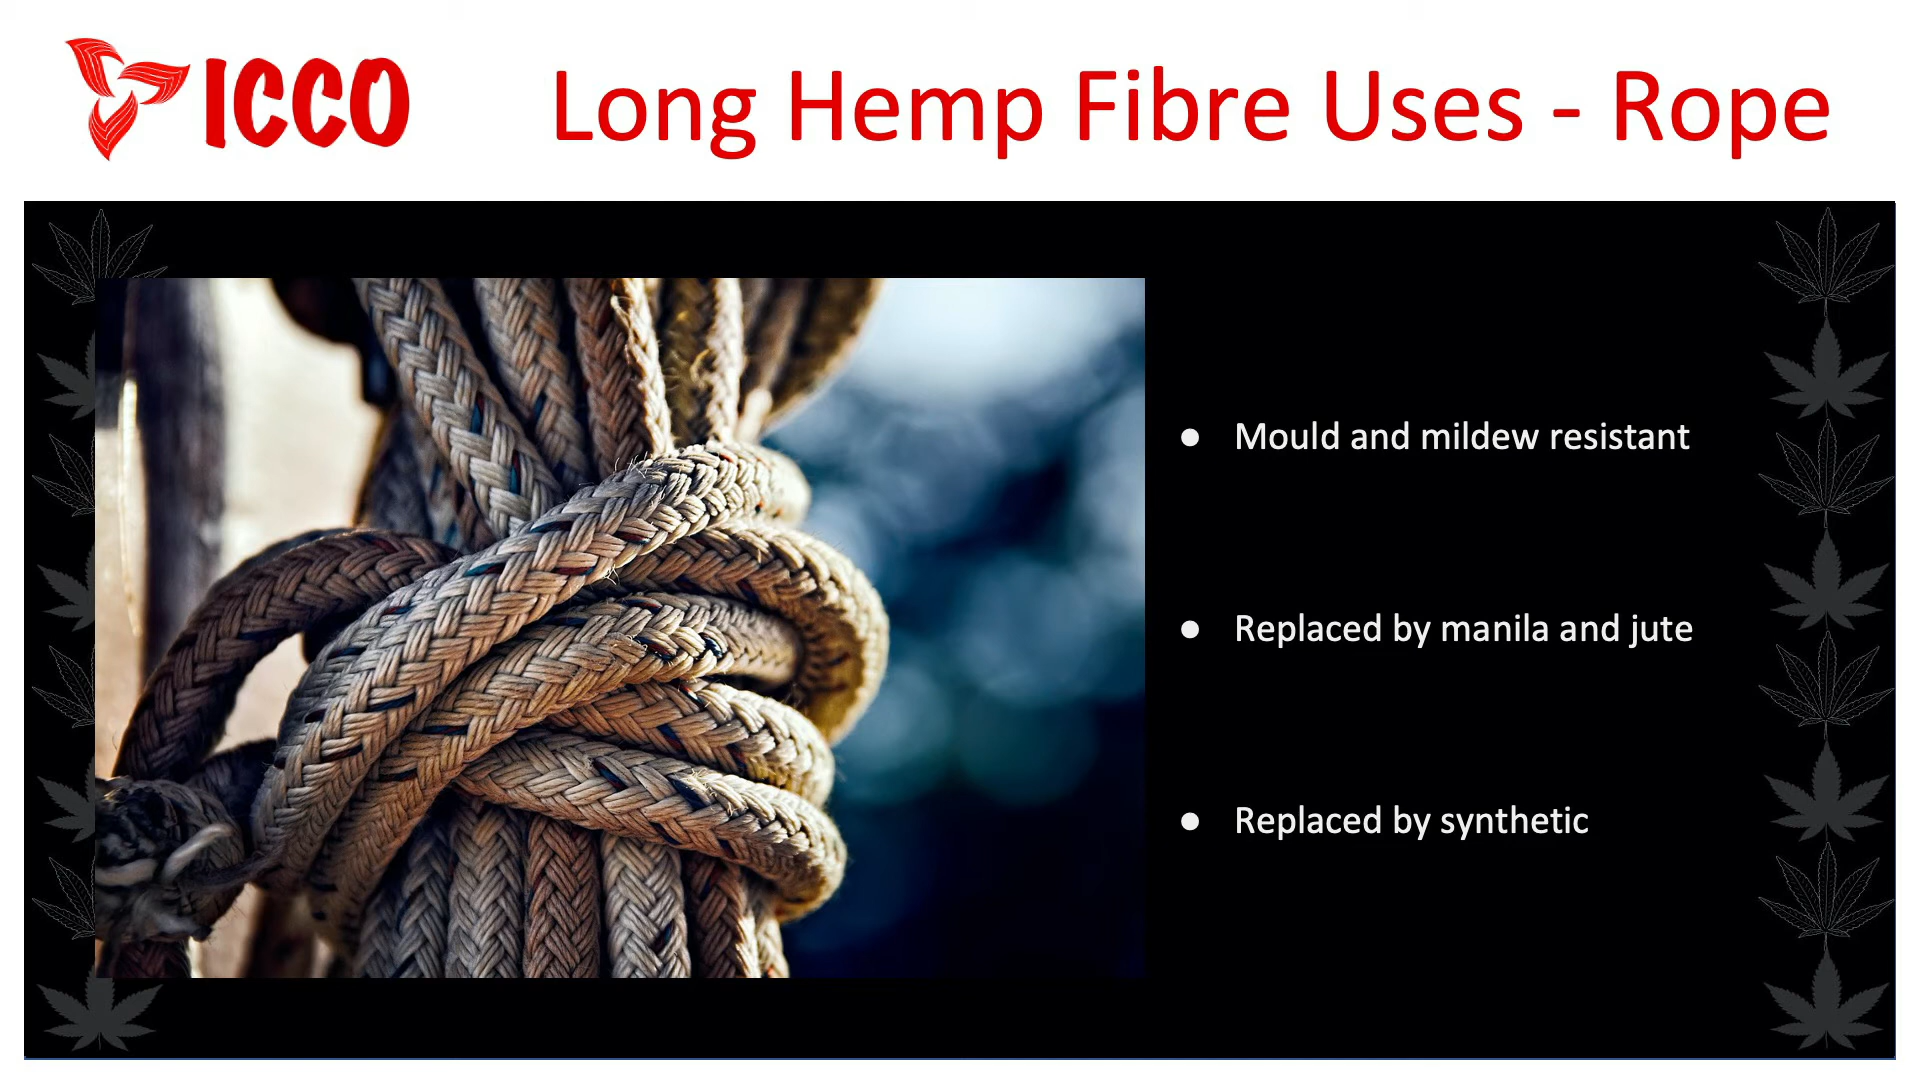 ICCO
Long Hemp Fibre Uses - Rope
● Mould and mildew resistant
● Replaced by manila and jute
● Replaced by synthetic